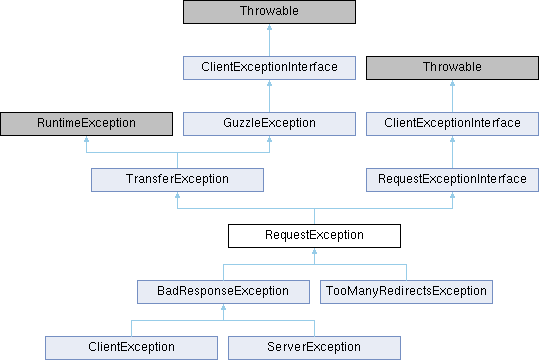 Throwable
ClientExceptionInterface
Throwable
RuntimeException
GuzzleException
ClientExceptionInterface
TransferException
RequestExceptionInterface
RequestException
BadResponseException
TooManyRedirectsException
ClientException
ServerException